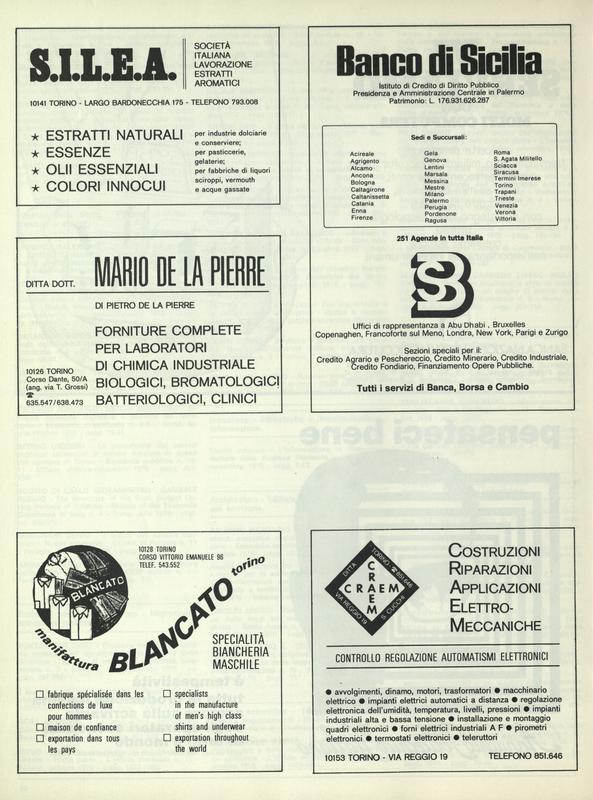 S.I.L.E.A.
SOCIETÀ
ITALIANA
LAVORAZIONE
ESTRATTI
AROMATICI
10141 TORINO - LARGO BARDONECCHIA 175 - TELEFONO 793.008
★ ESTRATTI NATURALI
★ ESSENZE
★ OLII ESSENZIALI
★ COLORI INNOCUI
per industrie dolciarie
e conserviere;
per pasticcerie,
gelaterie;
per fabbriche di liquori
sciroppi, vermouth
e acque gassate
DITTA DOTT. MARIO DE LA PIERRE
DI PIETRO DE LA PIERRE
FORNITURE COMPLETE
PER LABORATORI
DI CHIMICA INDUSTRIALE
BIOLOGICI, BROMATOLOGICI
BATTERIOLOGICI, CLINICI
10126 TORINO
Corso Dante, 50/A
(ang. via T. Grossi)
☎
635.547/638.473
Banco di Sicilia
Istituto di Credito di Diritto Pubblico
Presidenza e Amministrazione Centrale in Palermo
Patrimonio: L. 176.931.626.287
Sedi e Succursali:
Acireale
Agrigento
Alcamo
Ancona
Bologna
Caltagirone
Caltanissetta
Catania
Enna
Firenze
Gela
Genova
Lentini
Marsala
Messina
Mestre
Milano
Palermo
Perugia
Pordenone
Ragusa
Roma
S. Agata Militello
Sciacca
Siracusa
Termini Imerese
Torino
Trapani
Trieste
Venezia
Verona
Vittoria
251 Agenzie in tutta Italia
Uffici di rappresentanza a Abu Dhabi, Bruxelles
Copenaghen, Francoforte sul Meno, Londra, New York, Parigi e Zurigo
Sezioni speciali per il:
Credito Agrario e Peschereccio, Credito Minerario, Credito Industriale,
Credito Fondiario, Finanziamento Opere Pubbliche.
Tutti i servizi di Banca, Borsa e Cambio
10128 TORINO
CORSO VITTORIO EMANUELE 96
TELEF. 543.552
BLANCATO
manifattura BLANCATO torino
SPECIALITÀ
BIANCHERIA
MASCHILE
fabrique spécialisée dans les
confections de luxe
pour hommes
maison de confiance
exportation dans tous
les pays
specialists
in the manufacture
of men's high class
shirts and underwear
exportation throughout
the world
DITTA
TORINO ☎ 851.646
CRAEM
CRAEM
VIA REGGIO 19
S. CUCCHI
COSTRUZIONI
RIPARAZIONI
APPLICAZIONI
ELETTRO-
MECCANICHE
CONTROLLO REGOLAZIONE AUTOMATISMI ELETTRONICI
● avvolgimenti, dinamo, motori, trasformatori ● macchinario
elettrico ● impianti elettrici automatici a distanza ● regolazione
elettronica dell'umidità, temperatura, livelli, pressioni ● impianti
industriali alta e bassa tensione ● installazione e montaggio
quadri elettronici ● forni elettrici industriali A F ● pirometri
elettronici ● termostati elettronici ● teleruttori
10153 TORINO - VIA REGGIO 19 TELEFONO 851.646